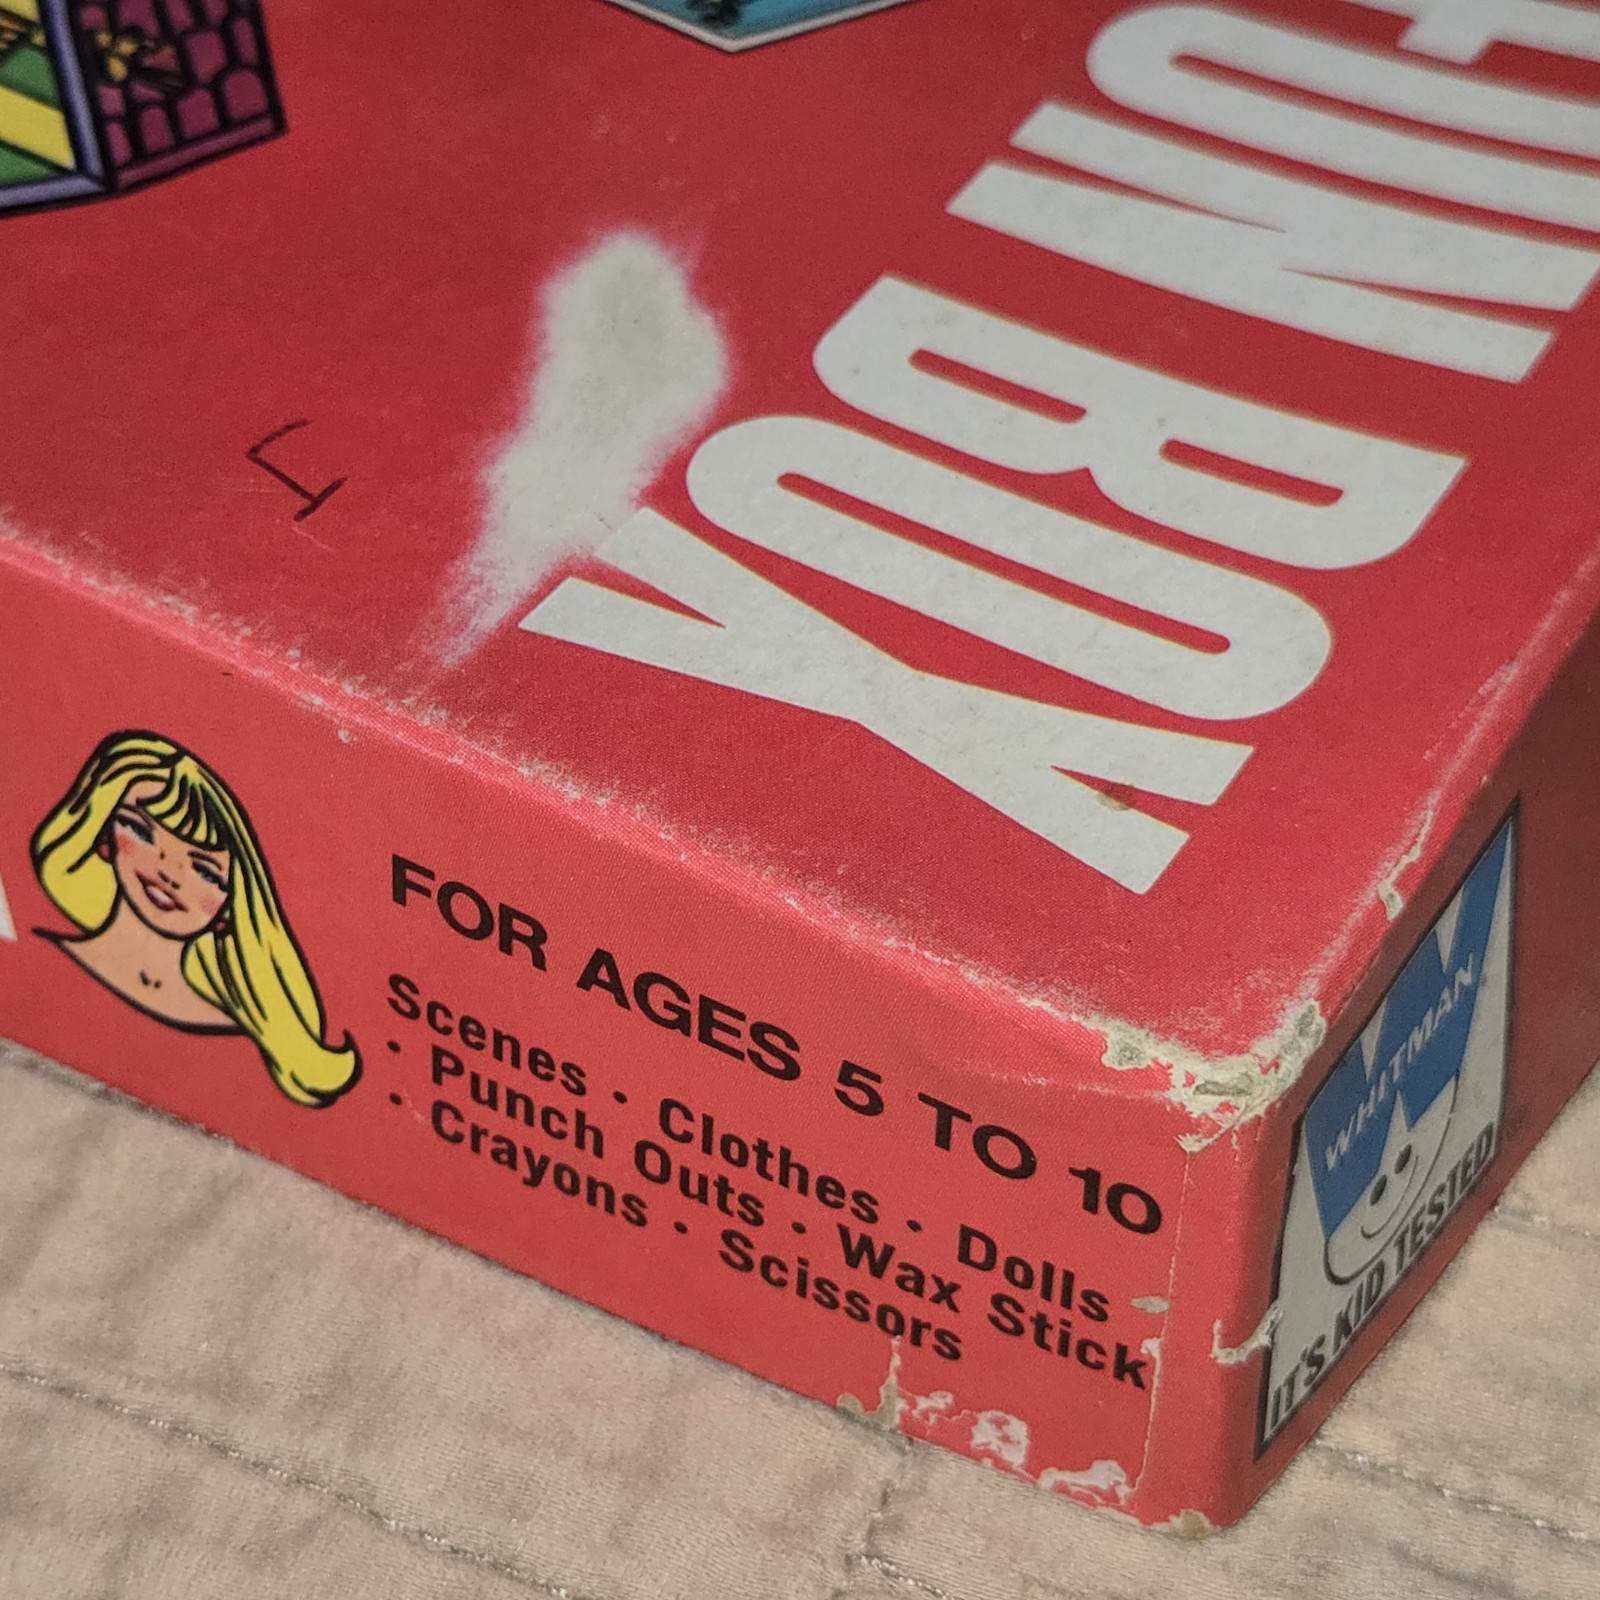 FUN BOX
FOR AGES 5 TO 10
Scenes · Clothes · Dolls
· Punch Outs · Wax Stick
· Crayons · Scissors
WHITMAN
IT'S KID TESTED